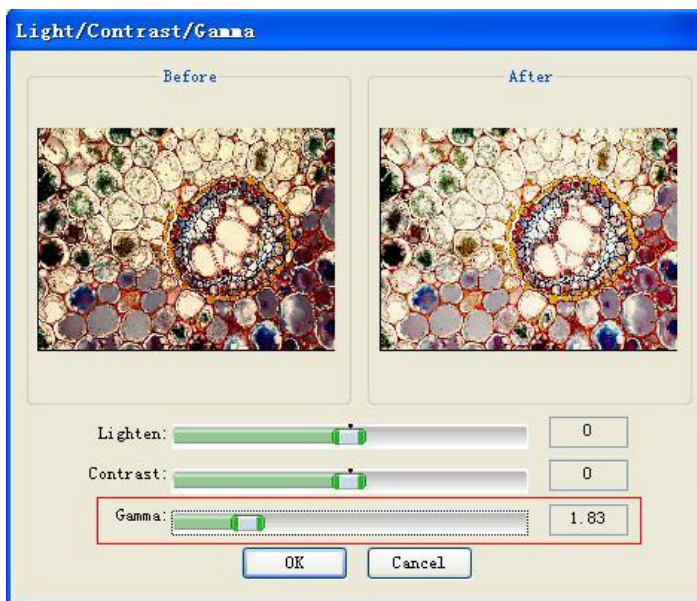 Light/Contrast/Gamma
Before
After
Lighten:
0
Contrast:
0
Gamma:
1.83
OK
Cancel